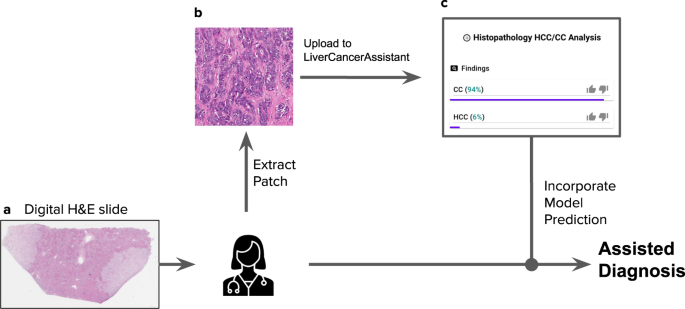 b
Upload to
LiverCancerAssistant
c
Histopathology HCC/CC Analysis
Findings
CC (94%)
HCC (6%)
Extract
Patch
Incorporate
Model
Prediction
a Digital H&E slide
Assisted
Diagnosis